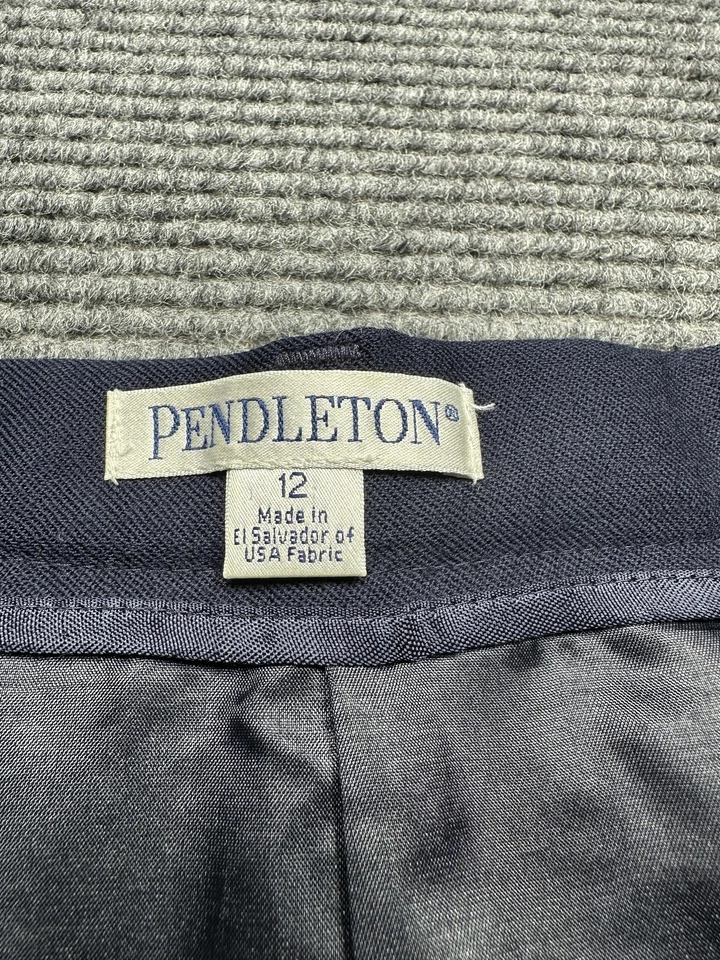 PENDLETON®
12
Made in
El Salvador of
USA Fabric